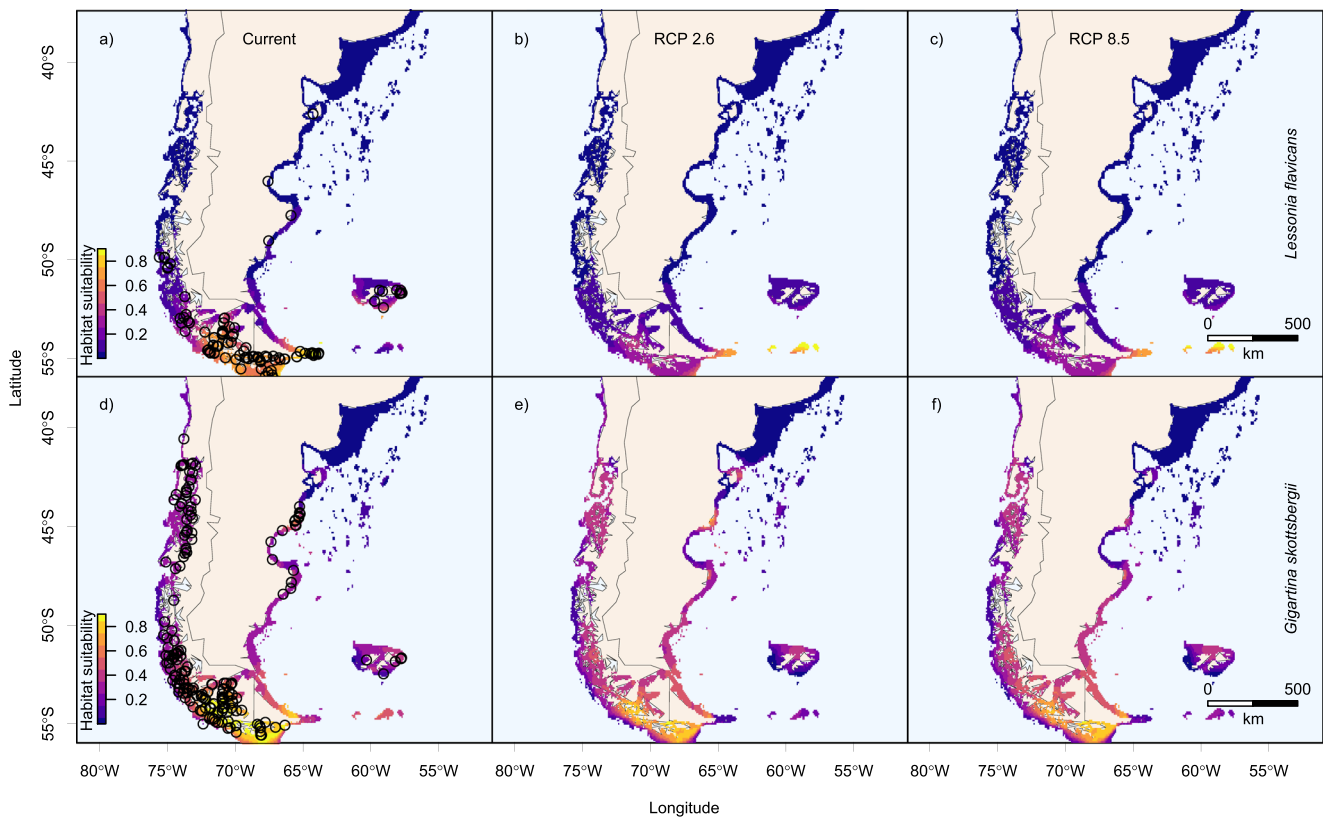 a)
Current
b)
RCP 2.6
c)
RCP 8.5
40°S
45°S
50°S
55°S
Habitat suitability
0.8
0.6
0.4
0.2
Lessonia flavicans
0
500
km
Latitude
d)
e)
f)
40°S
45°S
50°S
55°S
Habitat suitability
0.8
0.6
0.4
0.2
Gigartina skottsbergii
0
500
km
80°W
75°W
70°W
65°W
55°W
80°W
75°W
70°W
65°W
60°W
55°W
80°W
75°W
70°W
65°W
60°W
55°W
Longitude